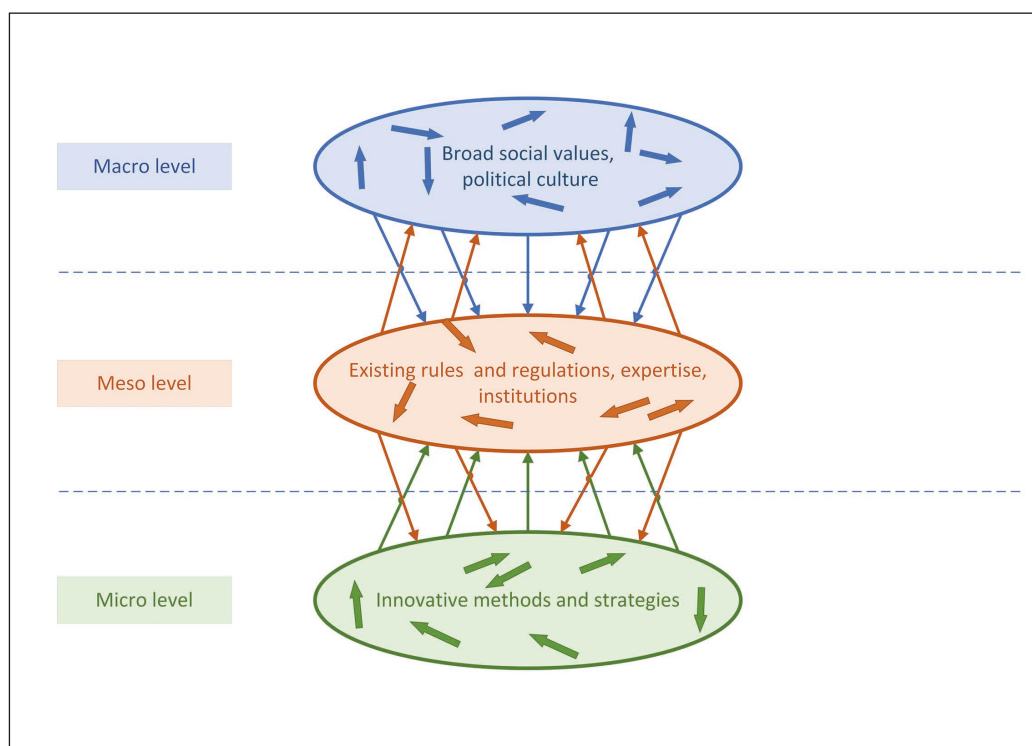 Macro level
Broad social values,
political culture
Meso level
Existing rules  and regulations, expertise,
institutions
Micro level
Innovative methods and strategies